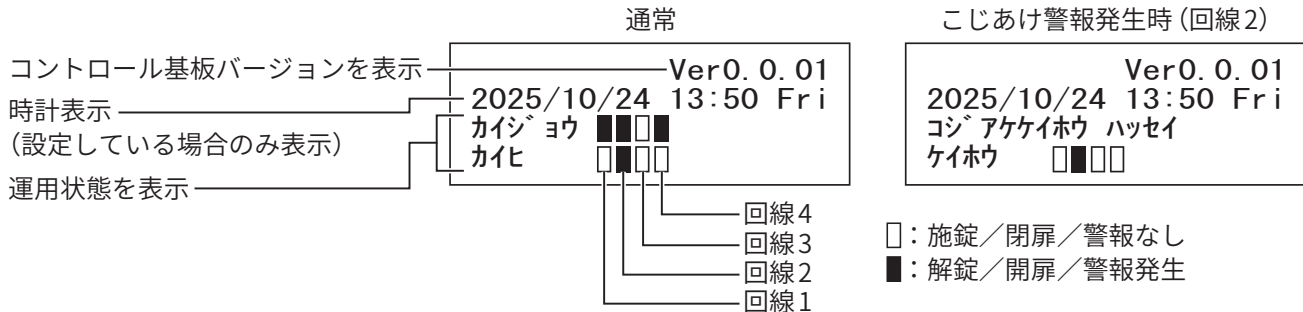 通常
コントロール基板バージョンを表示
時計表示
(設定している場合のみ表示)
運用状態を表示
Ver0.0.01
2025/10/24 13:50 Fri
カイジョウ ■■□■
カイヒ □■□□
回線4
回線3
回線2
回線1
こじあけ警報発生時(回線2)
Ver0.0.01
2025/10/24 13:50 Fri
コジアケケイホウ ハッセイ
ケイホウ □■□□
□:施錠/閉扉/警報なし
■:解錠/開扉/警報発生